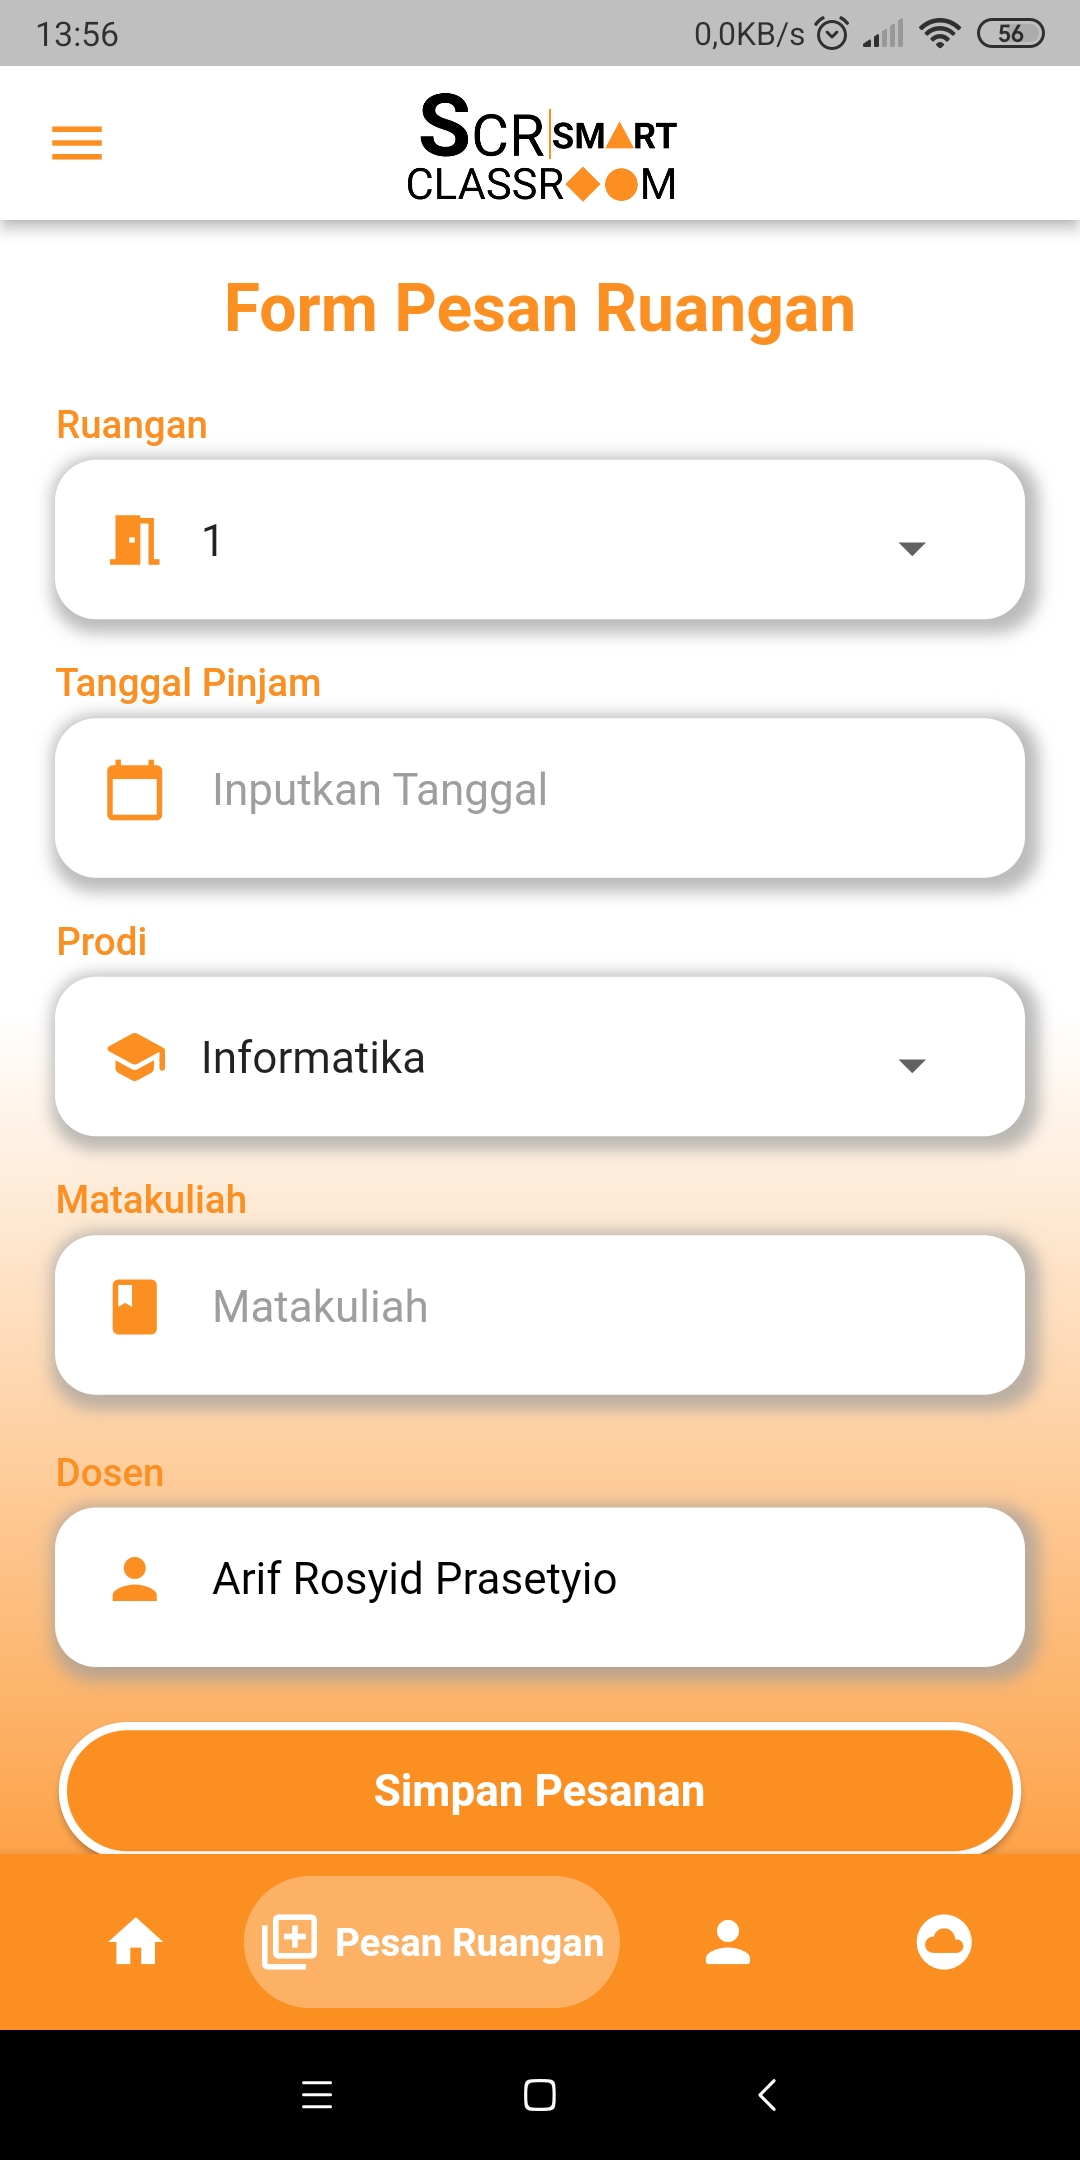 13:56 0,0KB/s 56
SCR SMART
CLASSROOM
Form Pesan Ruangan
Ruangan
1
Tanggal Pinjam
Inputkan Tanggal
Prodi
Informatika
Matakuliah
Matakuliah
Dosen
Arif Rosyid Prasetyio
Simpan Pesanan
Pesan Ruangan